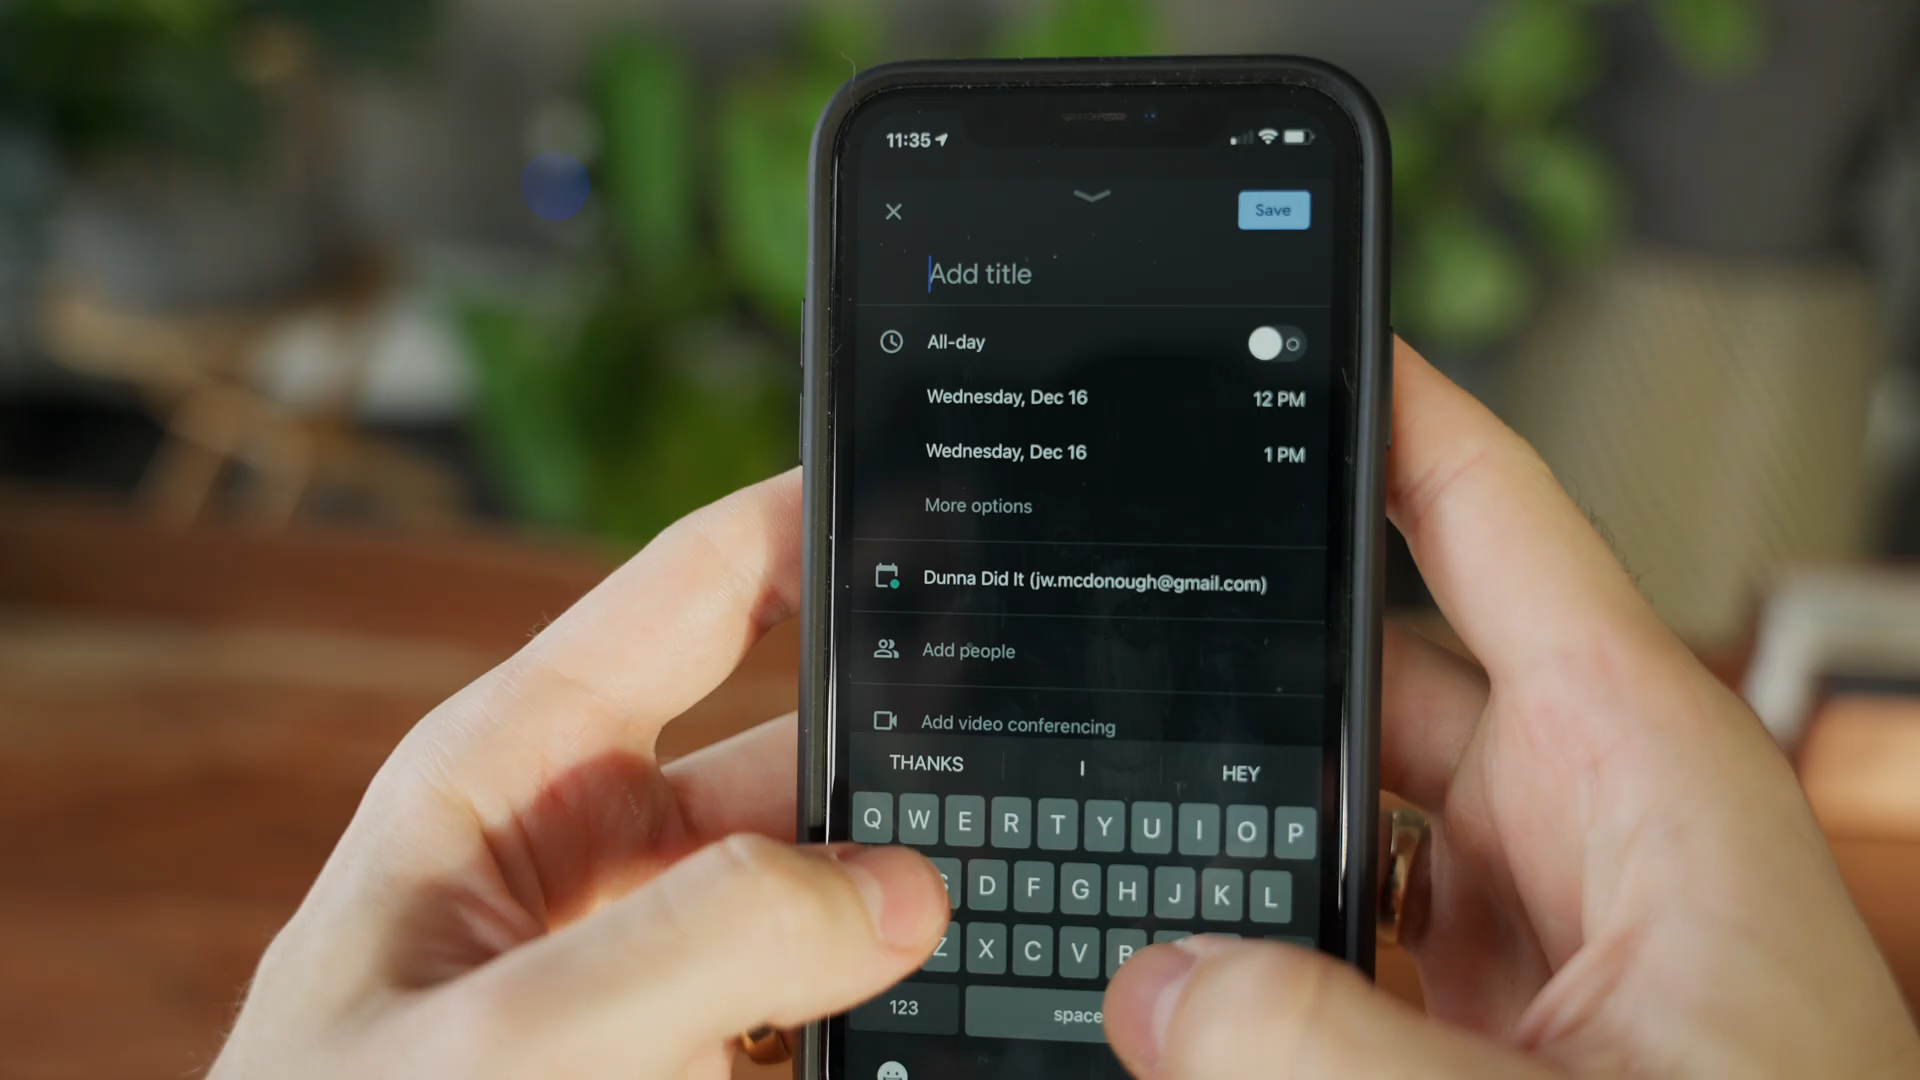 11:35
Save
Add title
All-day
Wednesday, Dec 16 12 PM
Wednesday, Dec 16 1 PM
More options
Dunna Did It (jw.mcdonough@gmail.com)
Add people
Add video conferencing
THANKS I HEY
Q W E R T Y U I O P
S D F G H J K L
Z X C V B
123 space